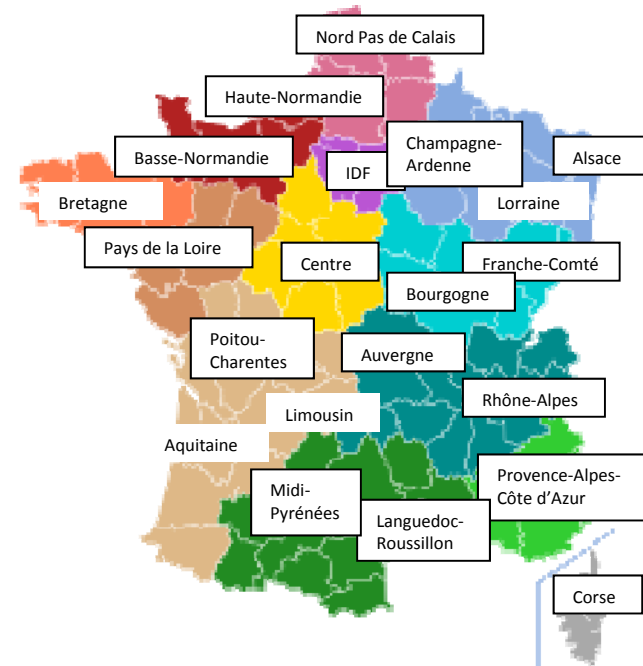 Nord Pas de Calais
Haute-Normandie
Basse-Normandie
IDF
Champagne-
Ardenne
Alsace
Bretagne
Lorraine
Pays de la Loire
Centre
Franche-Comté
Bourgogne
Poitou-
Charentes
Auvergne
Rhône-Alpes
Limousin
Aquitaine
Midi-
Pyrénées
Provence-Alpes-
Côte d’Azur
Languedoc-
Roussillon
Corse